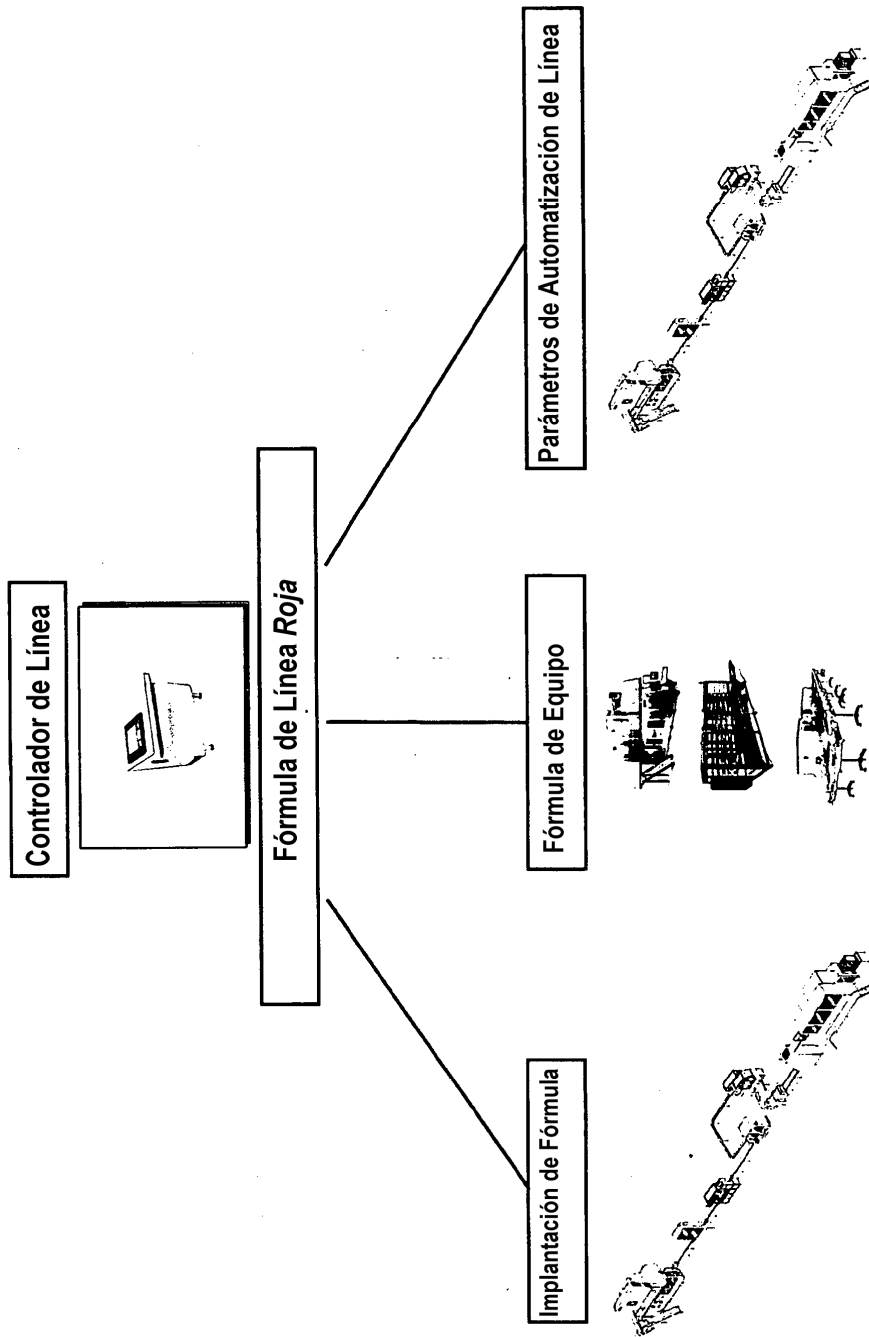 Controlador de Línea
Fórmula de Línea Roja
Implantación de Fórmula
Fórmula de Equipo
Parámetros de Automatización de Línea